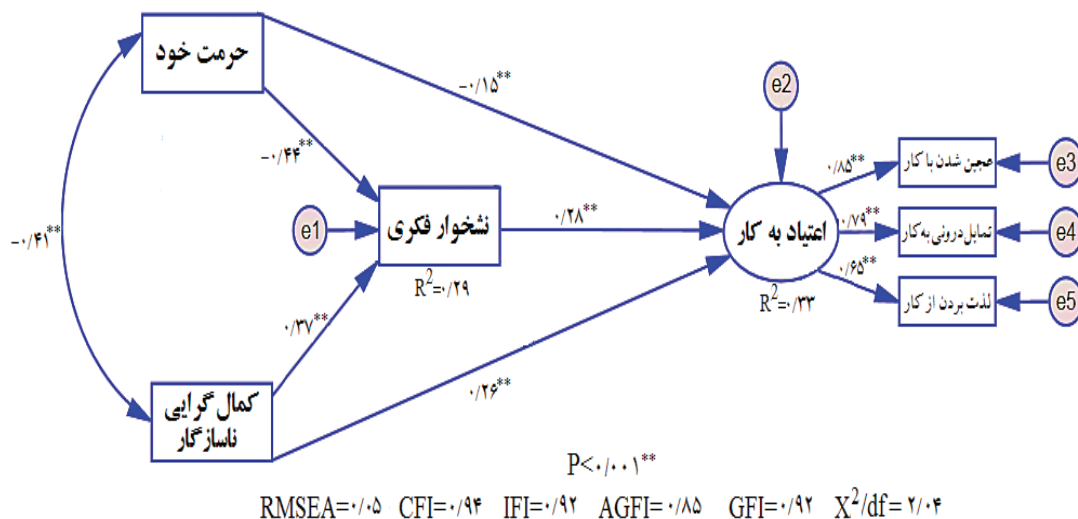 حرمت خود
-۰/۱۵**
e2
-۰/۴۴**
۰/۸۵**
عجین شدن با کار
e3
-۰/۴۱**
e1
نشخوار فکری
۰/۲۸**
اعتیاد به کار
۰/۷۹**
تمایل درونی به کار
e4
R²=۰/۲۹
R²=۰/۳۳
۰/۶۵**
لذت بردن از کار
e5
۰/۳۷**
۰/۲۶**
کمال گرایی
ناسازگار
P<۰/۰۰۱**
RMSEA=۰/۰۵ CFI=۰/۹۴ IFI=۰/۹۲ AGFI=۰/۸۵ GFI=۰/۹۲ X²/df=۲/۰۴